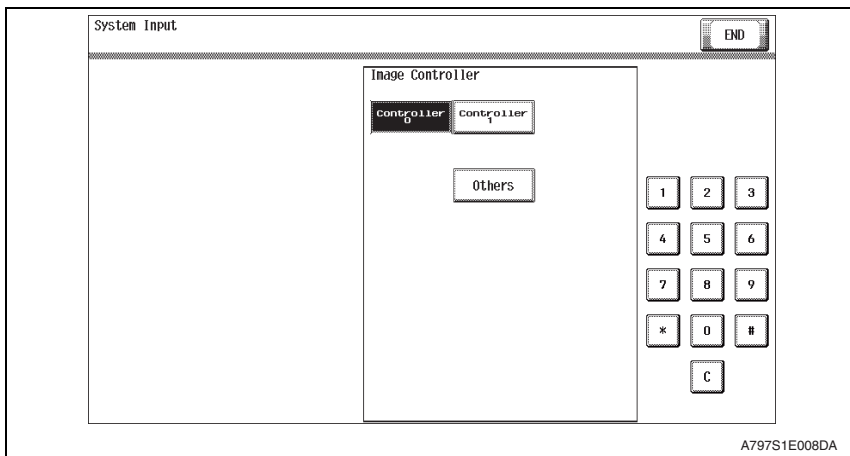 System Input
END
Image Controller
Controller
0
Controller
1
Others
1 2 3
4 5 6
7 8 9
* 0 #
C
A797S1E008DA